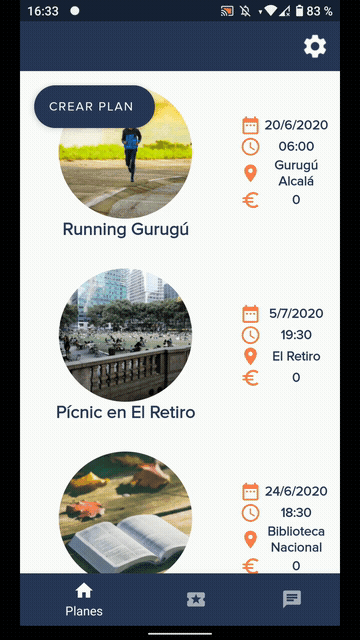 16:33
83 %
CREAR PLAN
Running Gurugú
20/6/2020
06:00
Gurugú
Alcalá
0
Pícnic en El Retiro
5/7/2020
19:30
El Retiro
0
24/6/2020
18:30
Biblioteca
Nacional
0
Planes